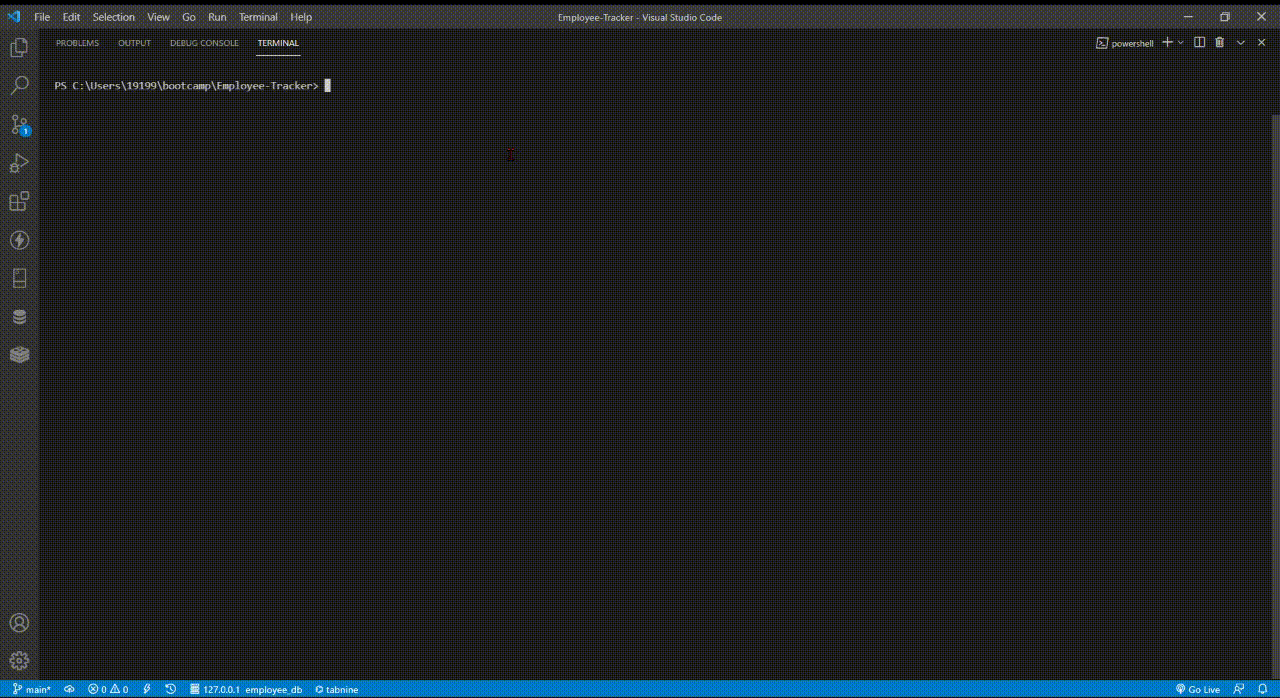 File Edit Selection View Go Run Terminal Help
Employee-Tracker - Visual Studio Code
PROBLEMS OUTPUT DEBUG CONSOLE TERMINAL
powershell
PS C:\Users\19199\bootcamp\Employee-Tracker>
1
main* 0 0 127.0.0.1 employee_db tabnine Go Live